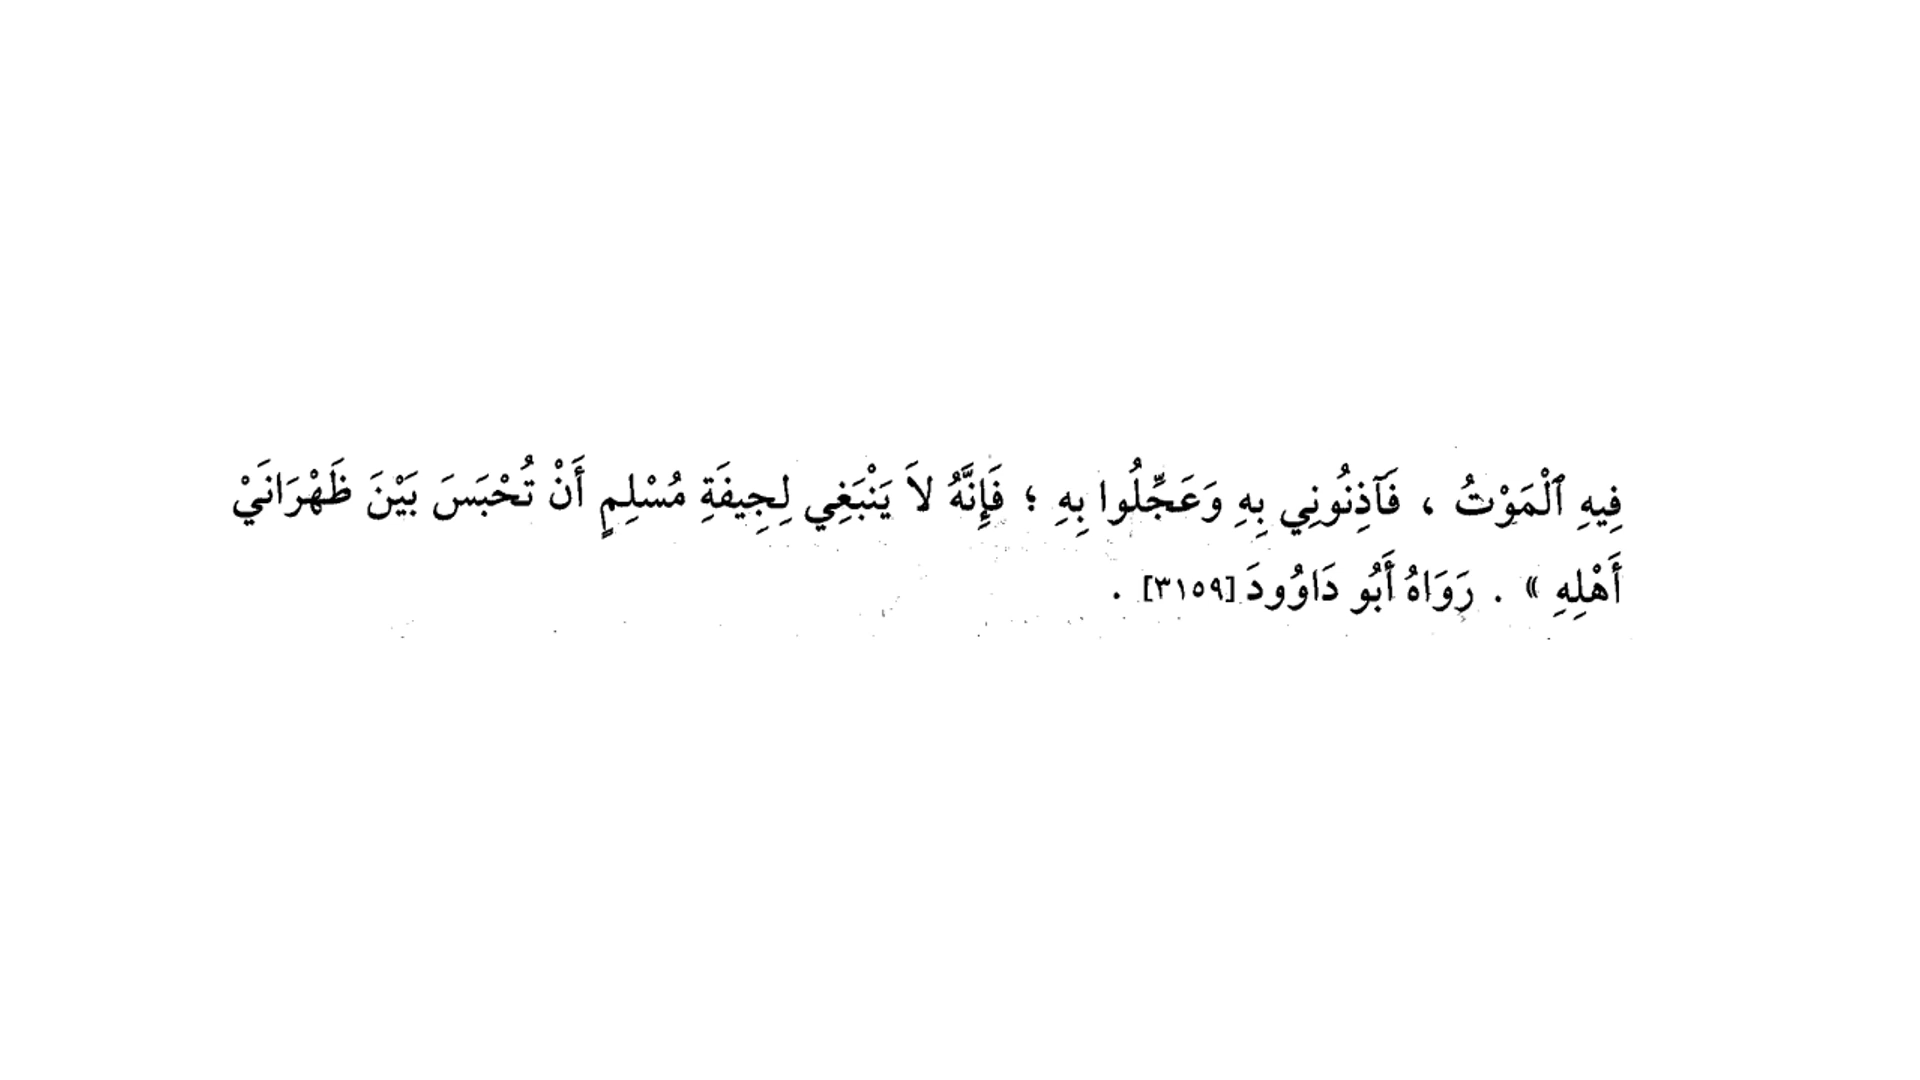 فِيهِ ٱلْمَوْتُ ، فَآذِنُونِي بِهِ وَعَجِّلُوا بِهِ ؛ فَإِنَّهُ لاَ يَنْبَغِي لِجِيفَةِ مُسْلِمٍ أَنْ تُحْبَسَ بَيْنَ ظَهْرَانَيْ
أَهْلِهِ » . رَوَاهُ أَبُو دَاوُودَ [٣١٥٩] .